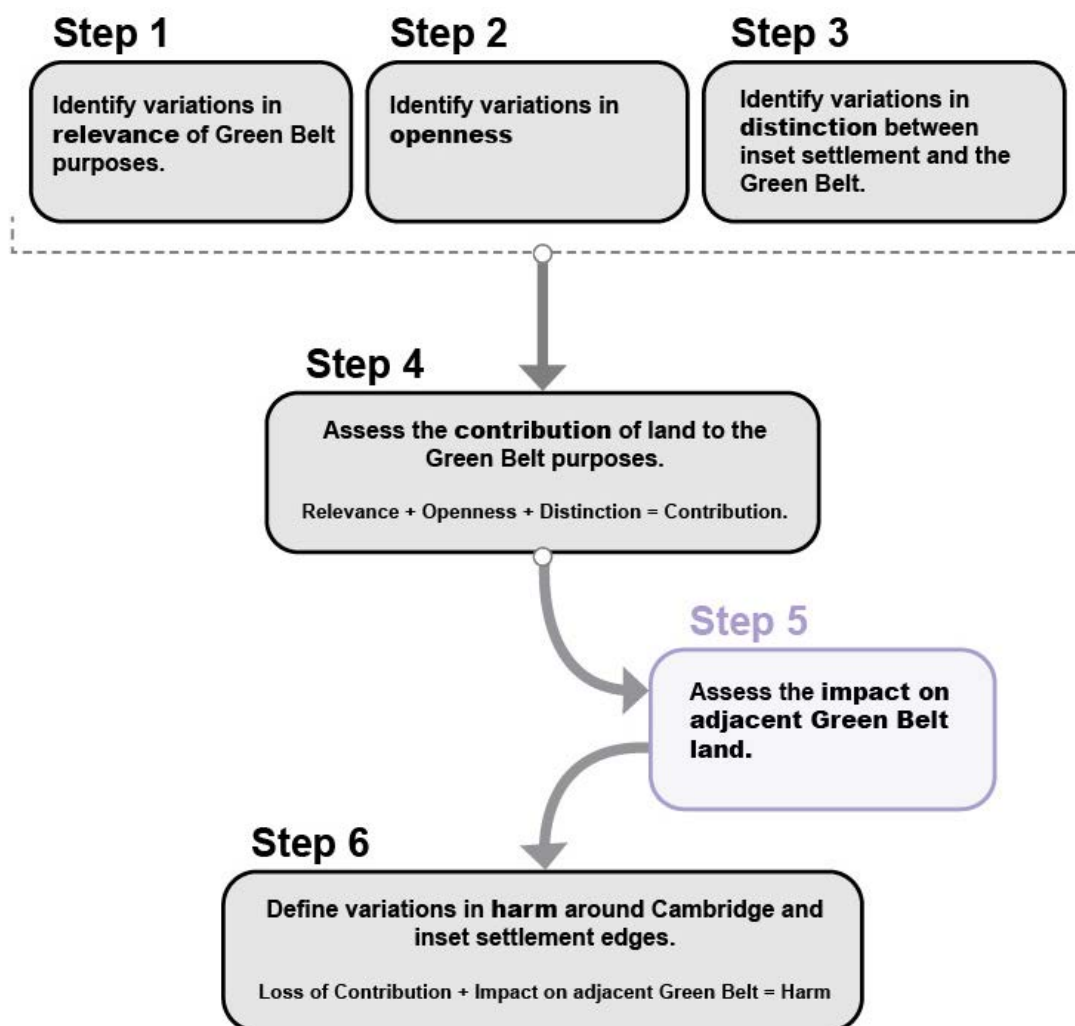 Step 1
Identify variations in
relevance of Green Belt
purposes.
Step 2
Identify variations in
openness
Step 3
Identify variations in
distinction between
inset settlement and the
Green Belt.
Step 4
Assess the contribution of land to the
Green Belt purposes.
Relevance + Openness + Distinction = Contribution.
Step 5
Assess the impact on
adjacent Green Belt
land.
Step 6
Define variations in harm around Cambridge and
inset settlement edges.
Loss of Contribution + Impact on adjacent Green Belt = Harm